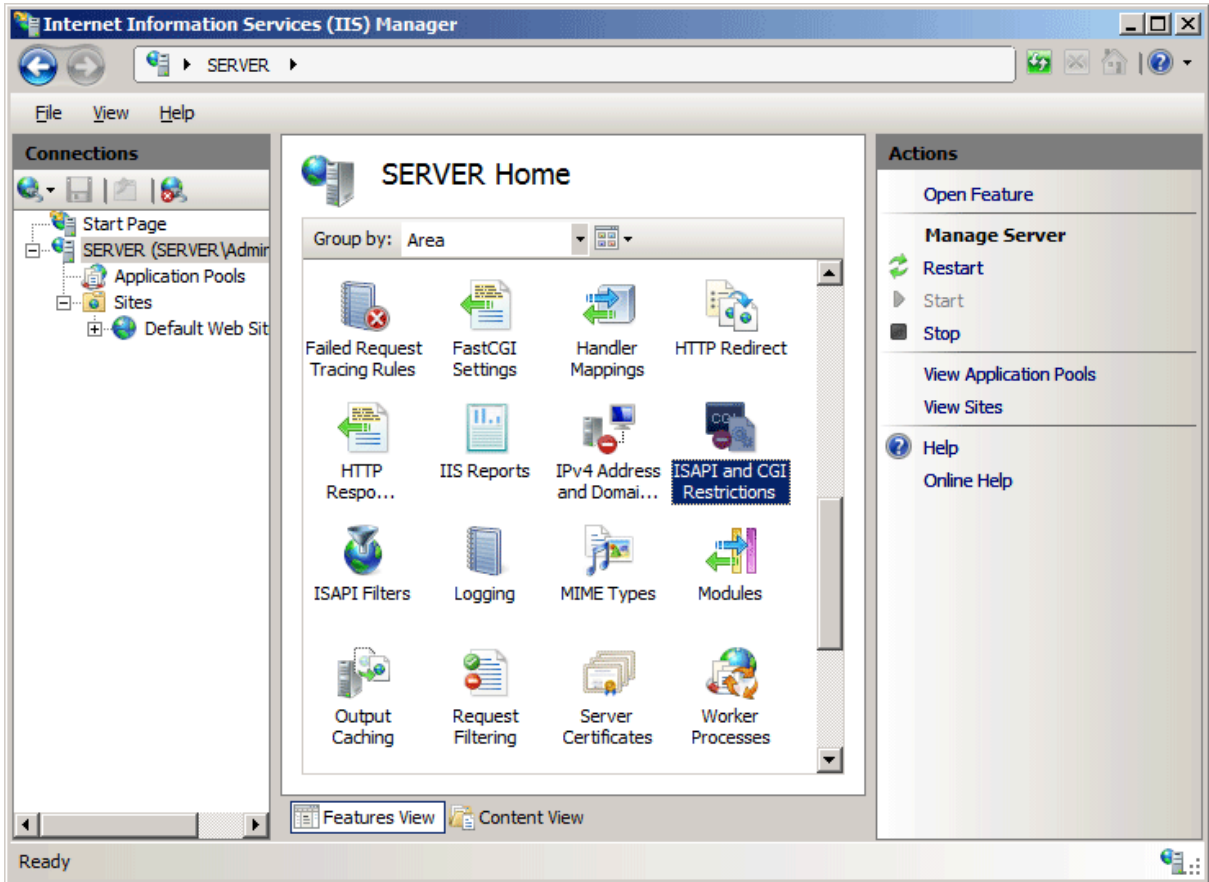 Internet Information Services (IIS) Manager
SERVER
File View Help
Connections
Start Page
SERVER (SERVER\Admir
Application Pools
Sites
Default Web Sit
SERVER Home
Group by: Area
Failed Request
Tracing Rules
FastCGI
Settings
Handler
Mappings
HTTP Redirect
HTTP
Respo...
IIS Reports
IPv4 Address
and Domai...
CGI
ISAPI and CGI
Restrictions
ISAPI Filters
Logging
MIME Types
Modules
Output
Caching
Request
Filtering
Server
Certificates
Worker
Processes
Features View
Content View
Actions
Open Feature
Manage Server
Restart
Start
Stop
View Application Pools
View Sites
Help
Online Help
Ready